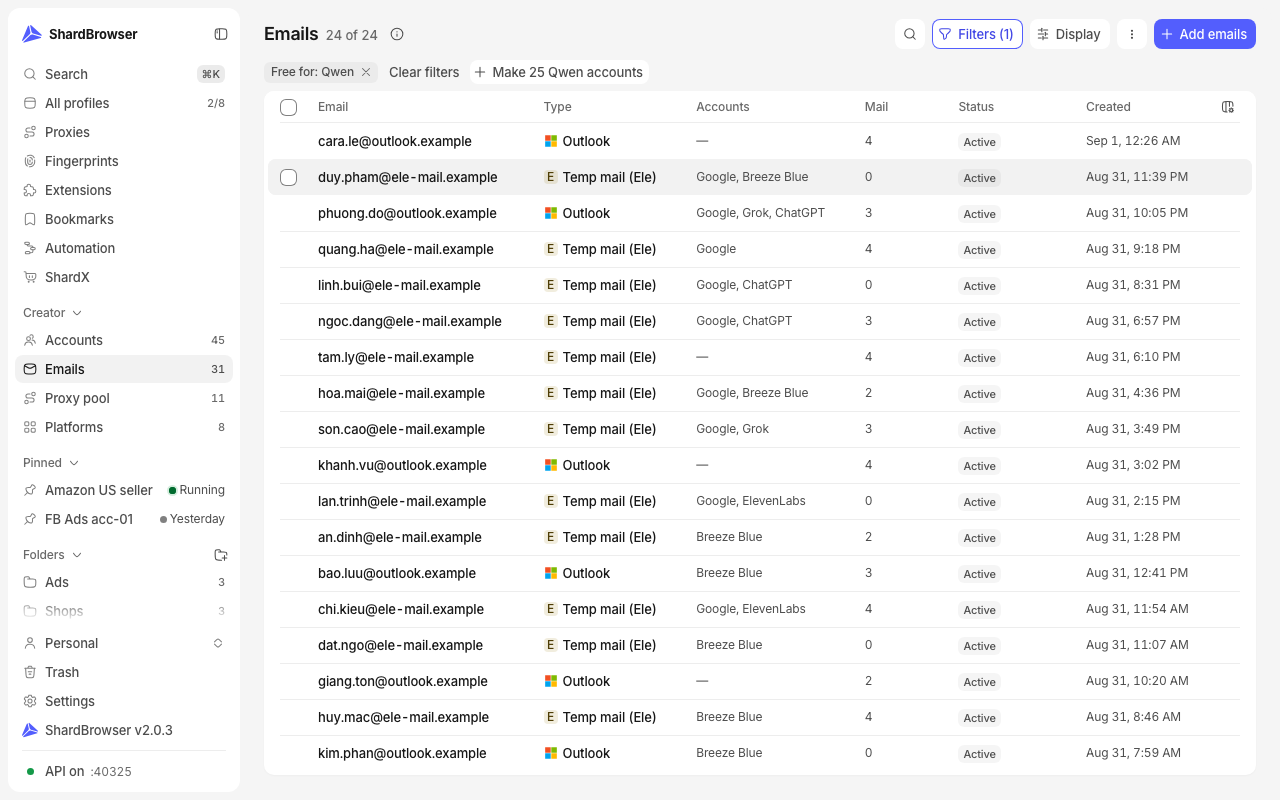 ShardBrowser
Search ⌘K
All profiles 2/8
Proxies
Fingerprints
Extensions
Bookmarks
Automation
ShardX
Creator
Accounts 45
Emails 31
Proxy pool 11
Platforms 8
Pinned
Amazon US seller Running
FB Ads acc-01 Yesterday
Folders
Ads 3
Shops 3
Personal
Trash
Settings
ShardBrowser v2.0.3
API on :40325
Emails 24 of 24
Filters (1) Display Add emails
Free for: Qwen Clear filters Make 25 Qwen accounts
Email Type Accounts Mail Status Created
cara.le@outlook.example Outlook — 4 Active Sep 1, 12:26 AM
duy.pham@ele-mail.example E Temp mail (Ele) Google, Breeze Blue 0 Active Aug 31, 11:39 PM
phuong.do@outlook.example Outlook Google, Grok, ChatGPT 3 Active Aug 31, 10:05 PM
quang.ha@ele-mail.example E Temp mail (Ele) Google 4 Active Aug 31, 9:18 PM
linh.bui@ele-mail.example E Temp mail (Ele) Google, ChatGPT 0 Active Aug 31, 8:31 PM
ngoc.dang@ele-mail.example E Temp mail (Ele) Google, ChatGPT 3 Active Aug 31, 6:57 PM
tam.ly@ele-mail.example E Temp mail (Ele) — 4 Active Aug 31, 6:10 PM
hoa.mai@ele-mail.example E Temp mail (Ele) Google, Breeze Blue 2 Active Aug 31, 4:36 PM
son.cao@ele-mail.example E Temp mail (Ele) Google, Grok 3 Active Aug 31, 3:49 PM
khanh.vu@outlook.example Outlook — 4 Active Aug 31, 3:02 PM
lan.trinh@ele-mail.example E Temp mail (Ele) Google, ElevenLabs 0 Active Aug 31, 2:15 PM
an.dinh@ele-mail.example E Temp mail (Ele) Breeze Blue 2 Active Aug 31, 1:28 PM
bao.luu@outlook.example Outlook Breeze Blue 3 Active Aug 31, 12:41 PM
chi.kieu@ele-mail.example E Temp mail (Ele) Google, ElevenLabs 4 Active Aug 31, 11:54 AM
dat.ngo@ele-mail.example E Temp mail (Ele) Breeze Blue 0 Active Aug 31, 11:07 AM
giang.ton@outlook.example Outlook — 2 Active Aug 31, 10:20 AM
huy.mac@ele-mail.example E Temp mail (Ele) Breeze Blue 4 Active Aug 31, 8:46 AM
kim.phan@outlook.example Outlook Breeze Blue 0 Active Aug 31, 7:59 AM